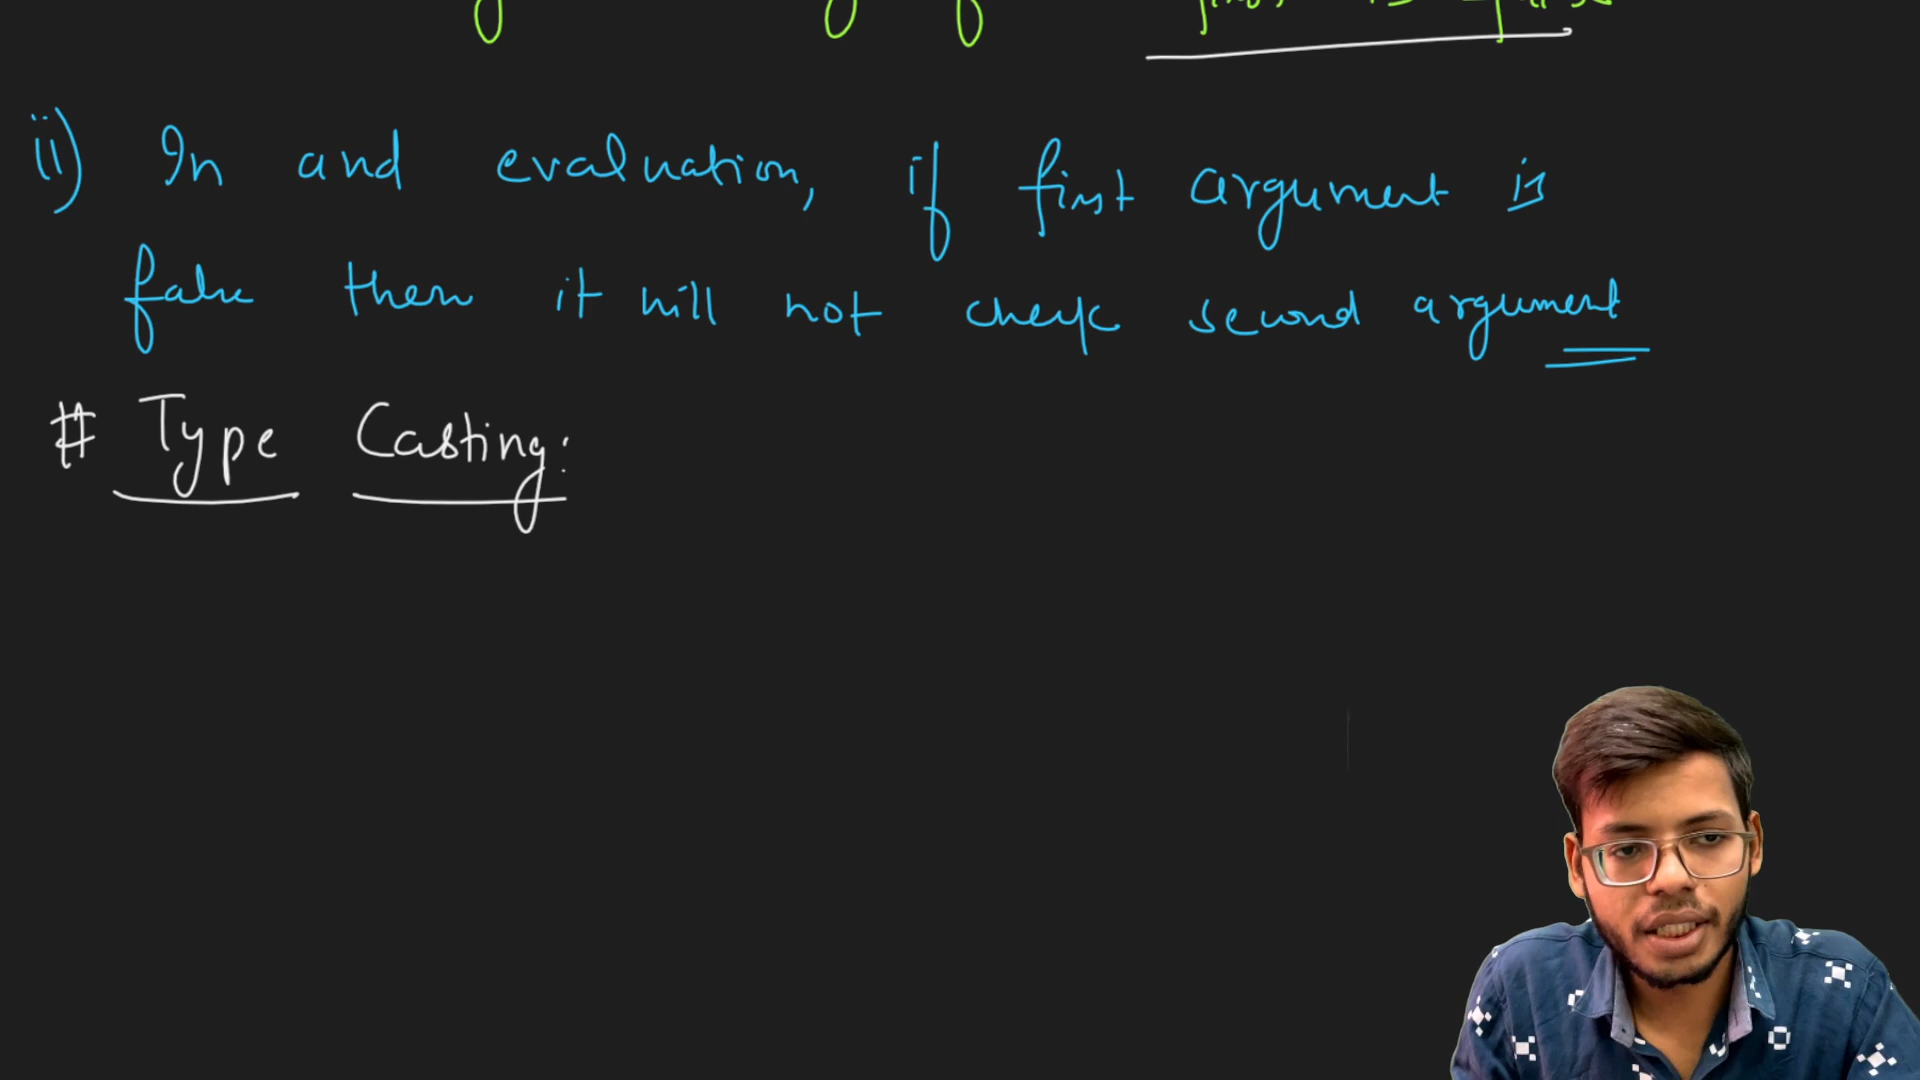 ii) In and evaluation, if first argument is
false then it will not check second argument
# Type Casting: